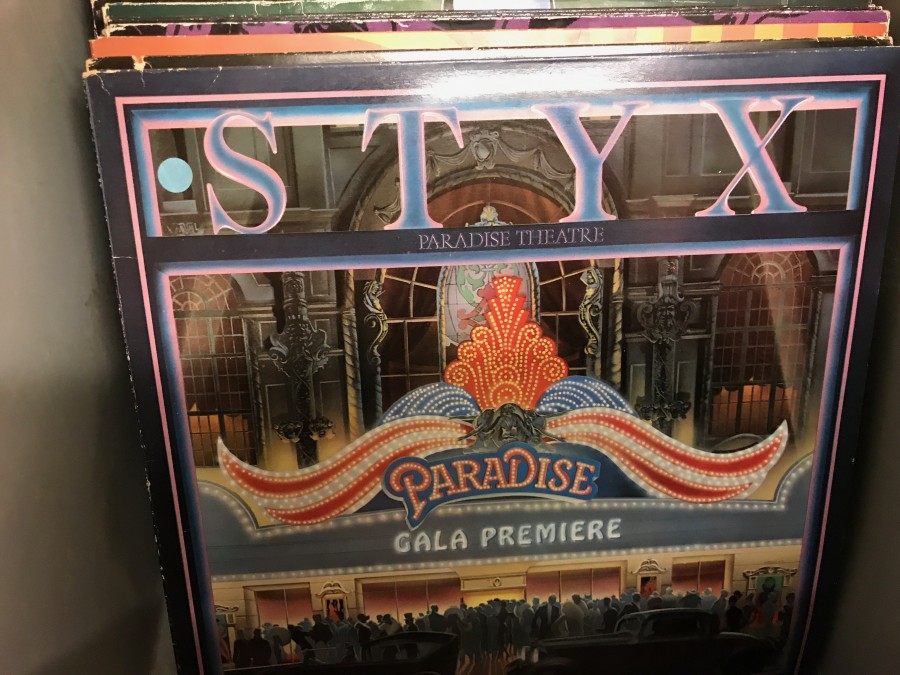 STYX
PARADISE THEATRE
PARADISE
GALA PREMIERE